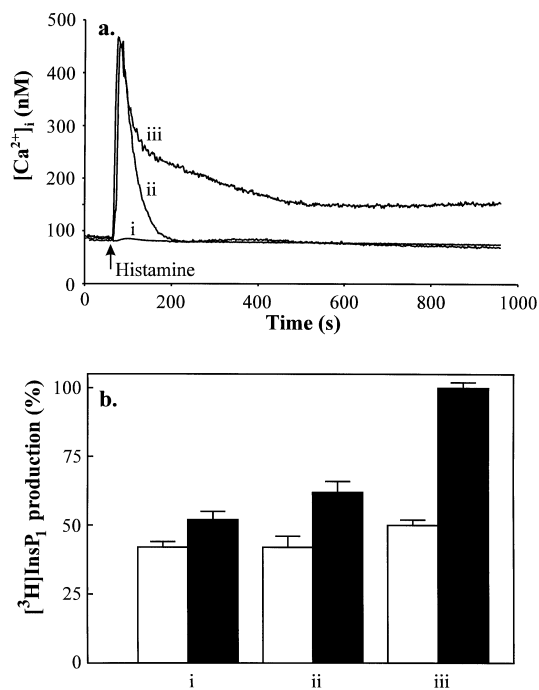 a.
500
400
300
200
100
0
[Ca²⁺]ᵢ (nM)
iii
ii
i
Histamine
0
200
400
600
800
1000
Time (s)
b.
100
75
50
25
0
[³H]InsP₁ production (%)
i
ii
iii